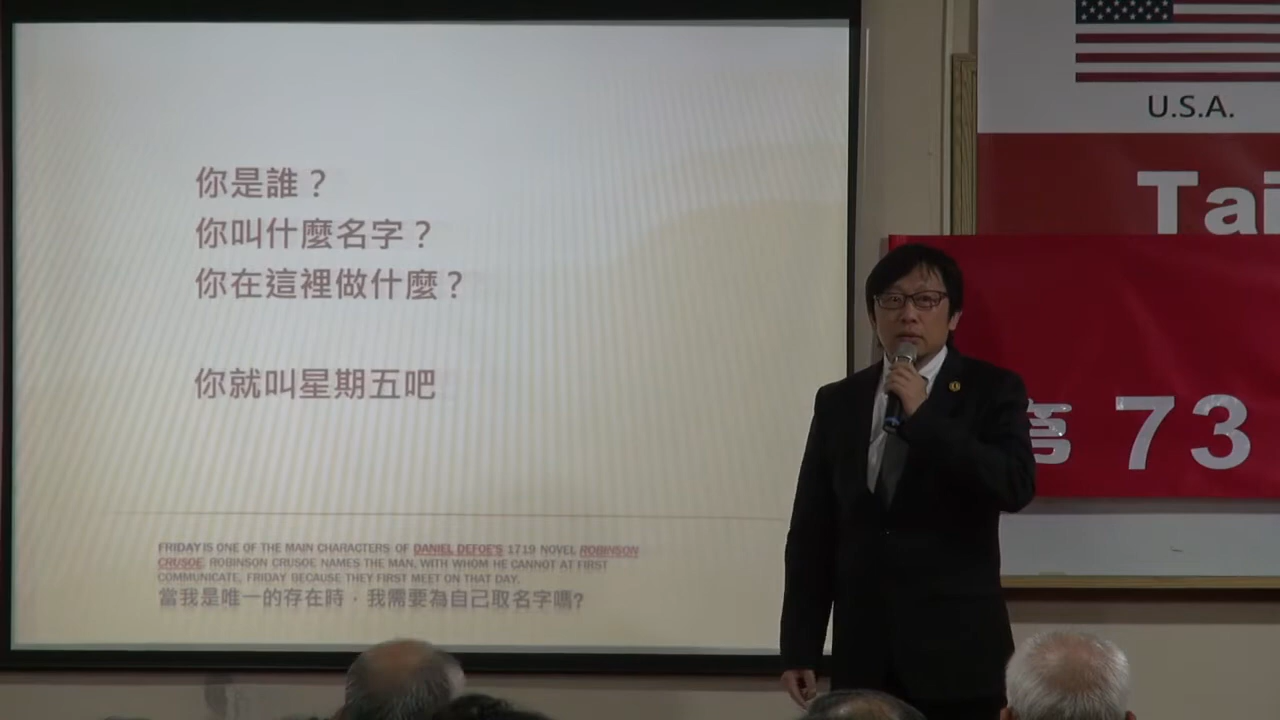 你是誰？
你叫什麼名字？
你在這裡做什麼？
你就叫星期五吧
FRIDAY IS ONE OF THE MAIN CHARACTERS OF DANIEL DEFOE'S 1719 NOVEL ROBINSON
CRUSOE. ROBINSON CRUSOE NAMES THE MAN, WITH WHOM HE CANNOT AT FIRST
COMMUNICATE, FRIDAY BECAUSE THEY FIRST MEET ON THAT DAY.
當我是唯一的存在時，我需要為自己取名字嗎?
U.S.A.
Tai
73